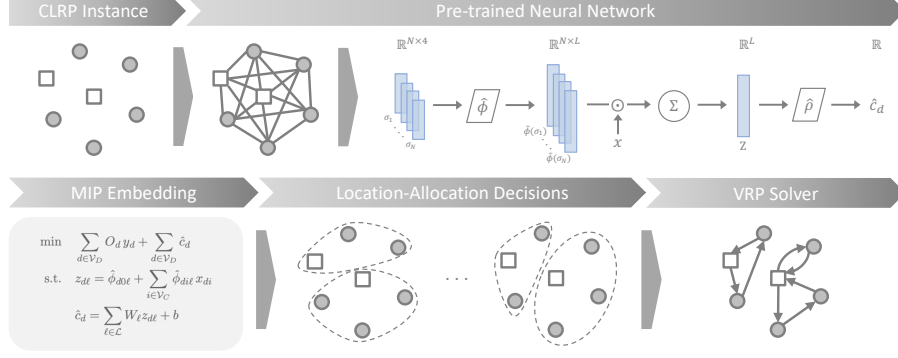 CLRP Instance
Pre-trained Neural Network
ℝ^{N×4}
ℝ^{N×L}
ℝ^L
ℝ
σ_1
⋱
σ_N
ϕ̂
ϕ̂(σ_1)
⋱
ϕ̂(σ_N)
⊙
x
Σ
Z
ρ̂
ĉ_d
MIP Embedding
Location-Allocation Decisions
VRP Solver
min ∑_{d∈𝒱_D} O_d y_d + ∑_{d∈𝒱_D} ĉ_d
s.t. z_{dℓ} = ϕ̂_{d0ℓ} + ∑_{i∈𝒱_C} ϕ̂_{diℓ} x_{di}
ĉ_d = ∑_{ℓ∈ℒ} W_ℓ z_{dℓ} + b
. . .